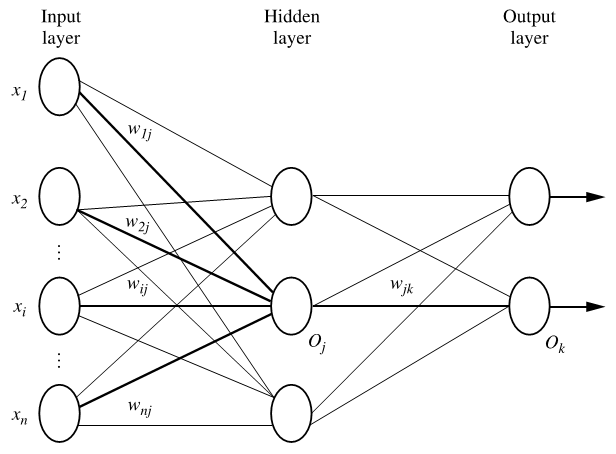 Input
layer
Hidden
layer
Output
layer
x1
w1j
x2
w2j
⋮
xi
wij
wjk
Oj
Ok
⋮
xn
wnj